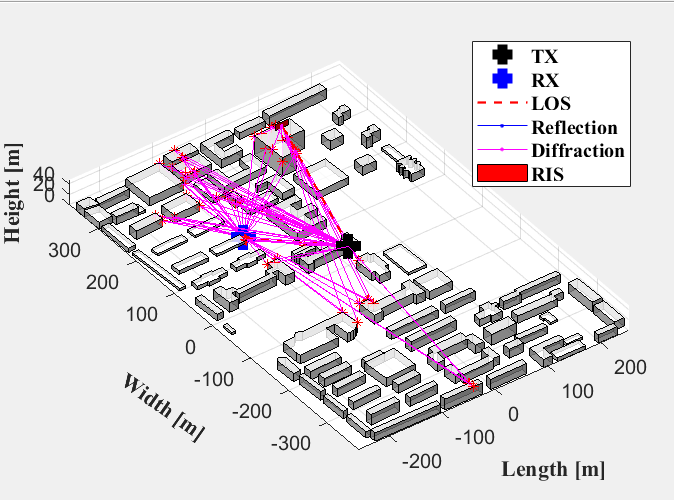 TX
RX
LOS
Reflection
Diffraction
RIS
Height [m]
40
20
0
300
200
100
0
-100
-200
-300
Width [m]
200
100
0
-100
-200
Length [m]